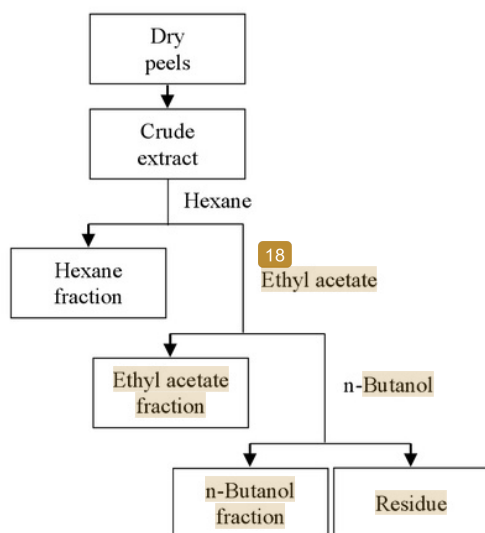 Dry
peels
Crude
extract
Hexane
Hexane
fraction
18
Ethyl acetate
Ethyl acetate
fraction
n-Butanol
n-Butanol
fraction
Residue